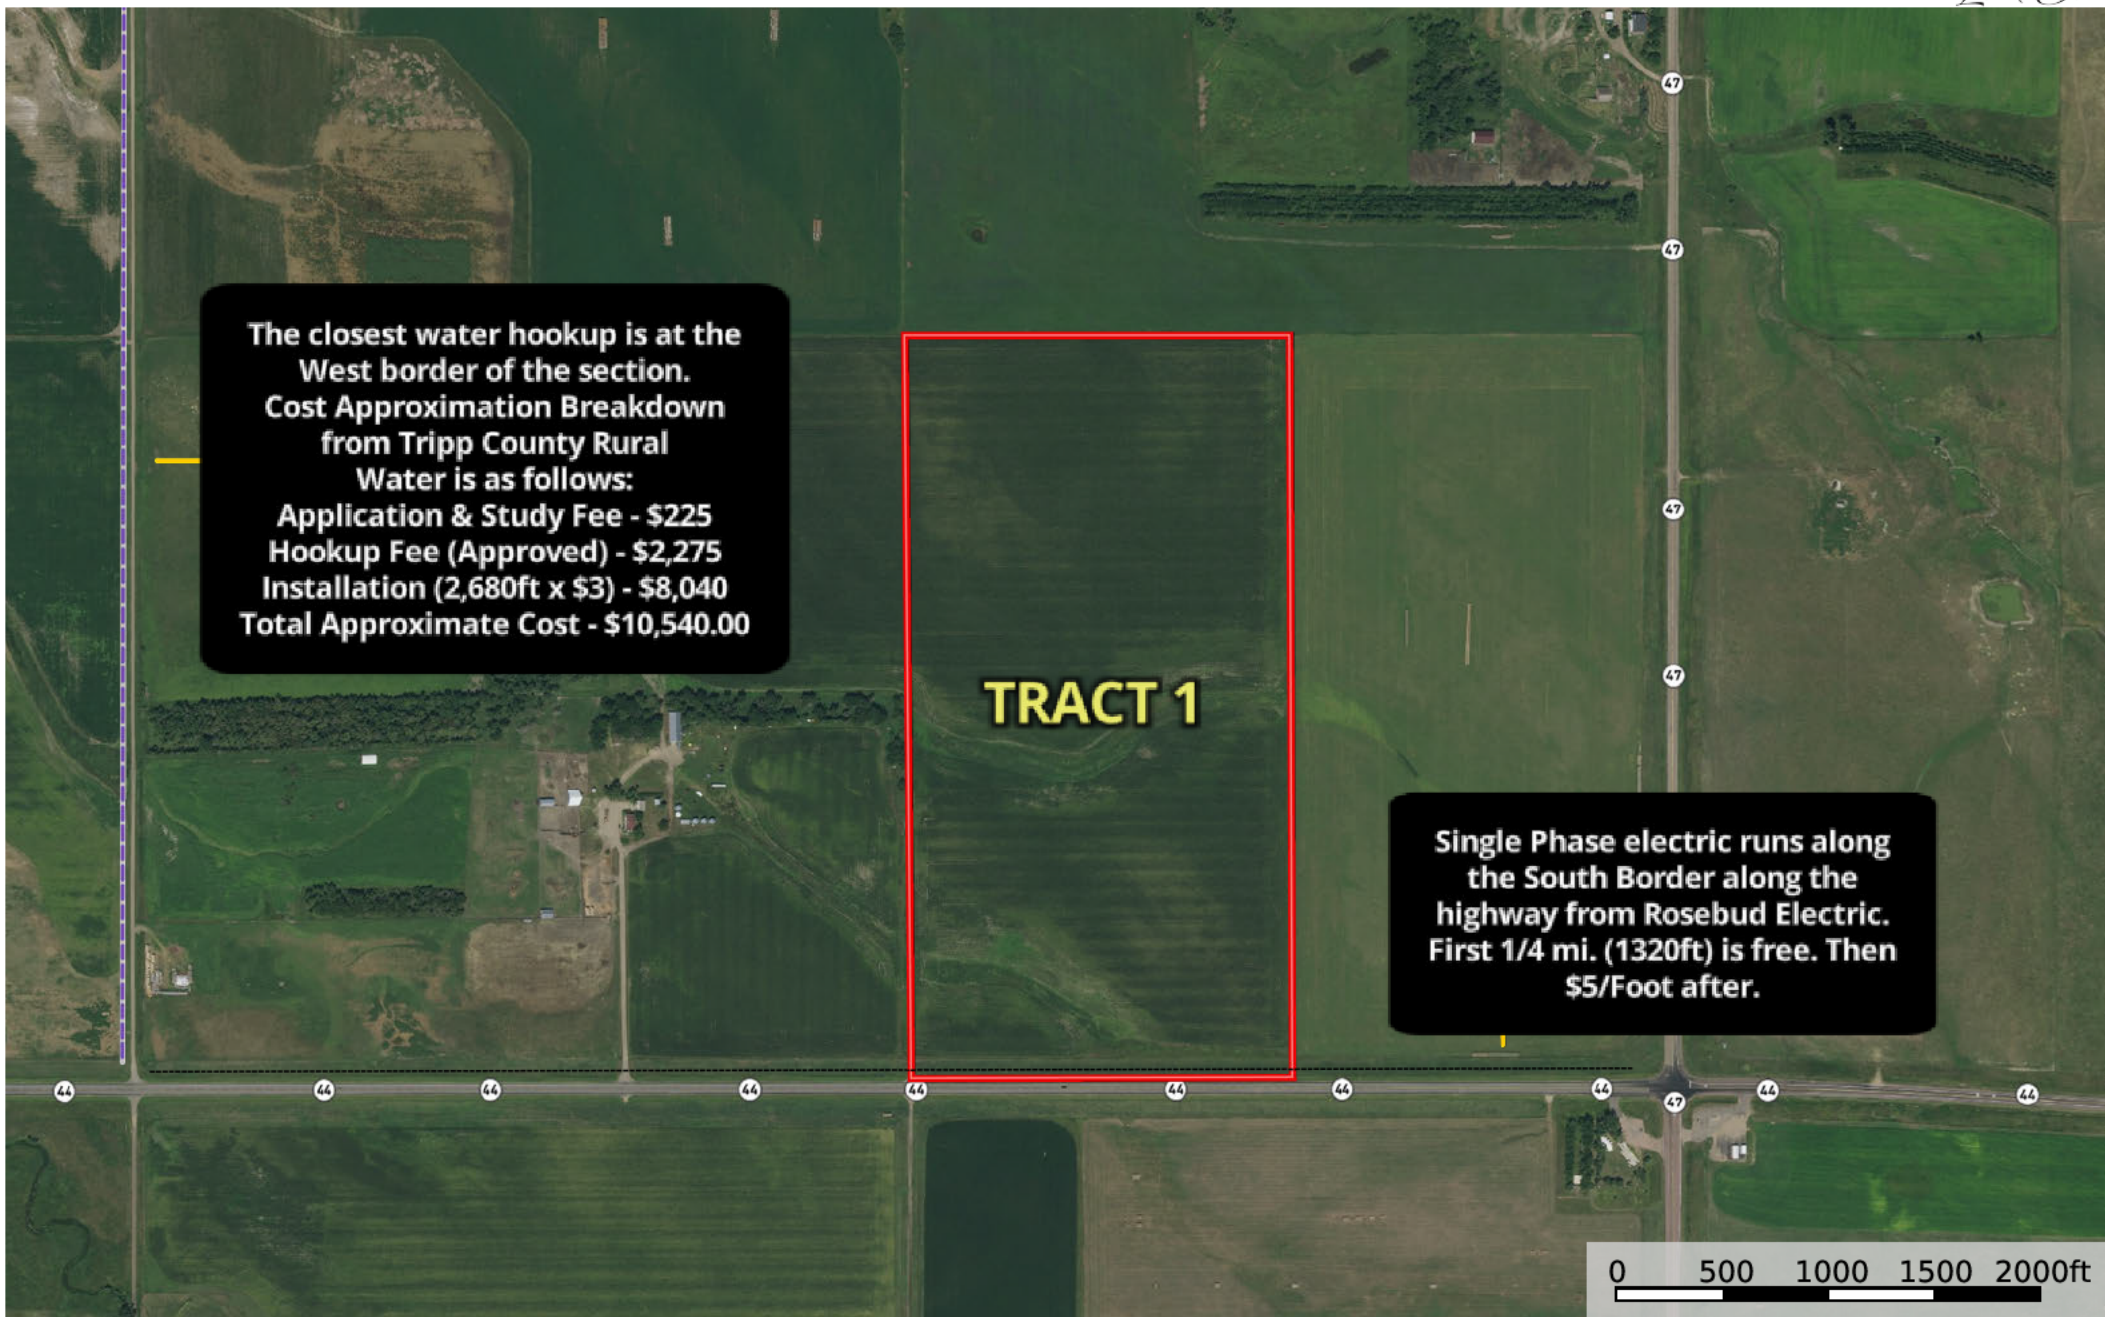 47
47
The closest water hookup is at the
West border of the section.
Cost Approximation Breakdown
from Tripp County Rural
Water is as follows:
Application & Study Fee - $225
Hookup Fee (Approved) - $2,275
Installation (2,680ft x $3) - $8,040
Total Approximate Cost - $10,540.00
47
47
TRACT 1
Single Phase electric runs along
the South Border along the
highway from Rosebud Electric.
First 1/4 mi. (1320ft) is free. Then
$5/Foot after.
44
44
44
44
44
44
44
44
47
44
44
0 500 1000 1500 2000ft